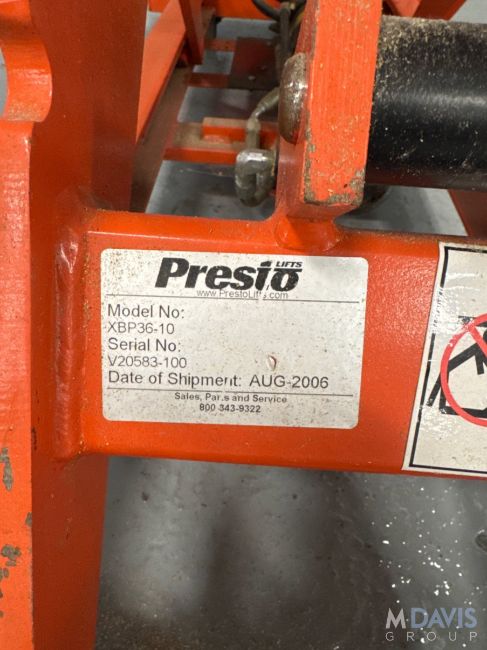 Presto LIFTS
www.PrestoLifts.com
Model No:
XBP36-10
Serial No:
V20583-100
Date of Shipment: AUG-2006
Sales, Parts and Service
800 343-9322
M DAVIS
GROUP